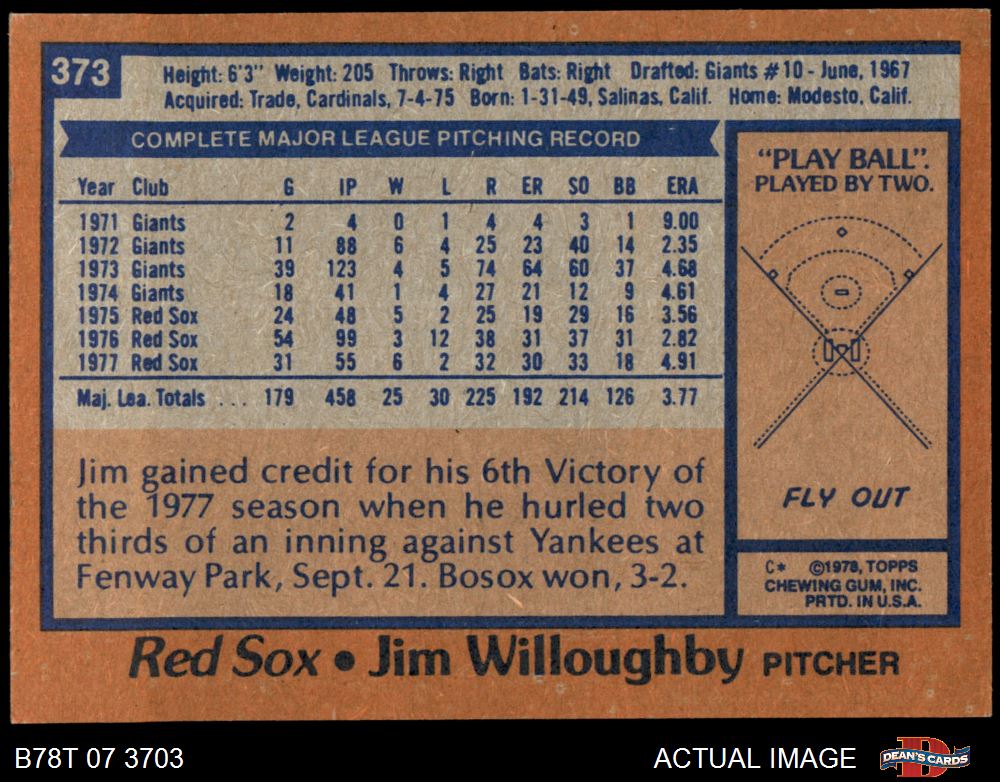 373
Height: 6'3" Weight: 205 Throws: Right Bats: Right Drafted: Giants #10 - June, 1967
Acquired: Trade, Cardinals, 7-4-75 Born: 1-31-49, Salinas, Calif. Home: Modesto, Calif.
COMPLETE MAJOR LEAGUE PITCHING RECORD
Year Club G IP W L R ER SO BB ERA
1971 Giants 2 4 0 1 4 4 3 1 9.00
1972 Giants 11 88 6 4 25 23 40 14 2.35
1973 Giants 39 123 4 5 74 64 60 37 4.68
1974 Giants 18 41 1 4 27 21 12 9 4.61
1975 Red Sox 24 48 5 2 25 19 29 16 3.56
1976 Red Sox 54 99 3 12 38 31 37 31 2.82
1977 Red Sox 31 55 6 2 32 30 33 18 4.91
Maj. Lea. Totals ... 179 458 25 30 225 192 214 126 3.77
Jim gained credit for his 6th Victory of
the 1977 season when he hurled two
thirds of an inning against Yankees at
Fenway Park, Sept. 21. Bosox won, 3-2.
"PLAY BALL".
PLAYED BY TWO.
FLY OUT
C* ©1978, TOPPS
CHEWING GUM, INC.
PRTD. IN U.S.A.
Red Sox • Jim Willoughby PITCHER
B78T 07 3703
ACTUAL IMAGE
DEAN'S CARDS